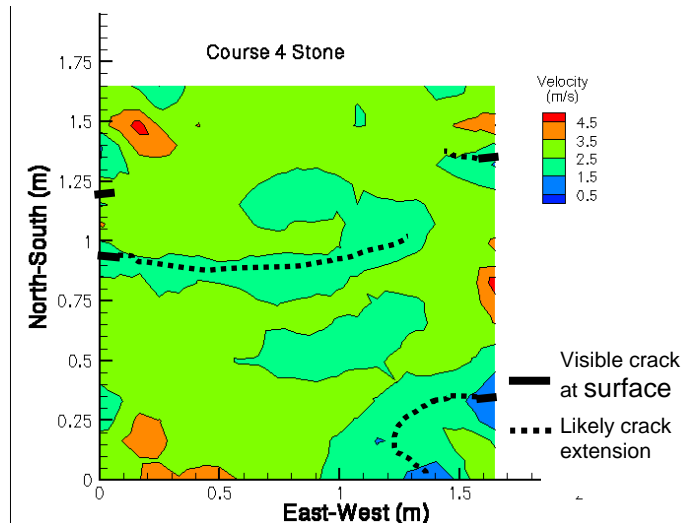 Course 4 Stone
Velocity
(m/s)
4.5
3.5
2.5
1.5
0.5
North-South (m)
1.75
1.5
1.25
1
0.75
0.5
0.25
0
0
0.5
1
1.5
East-West (m)
Visible crack
at surface
Likely crack
extension